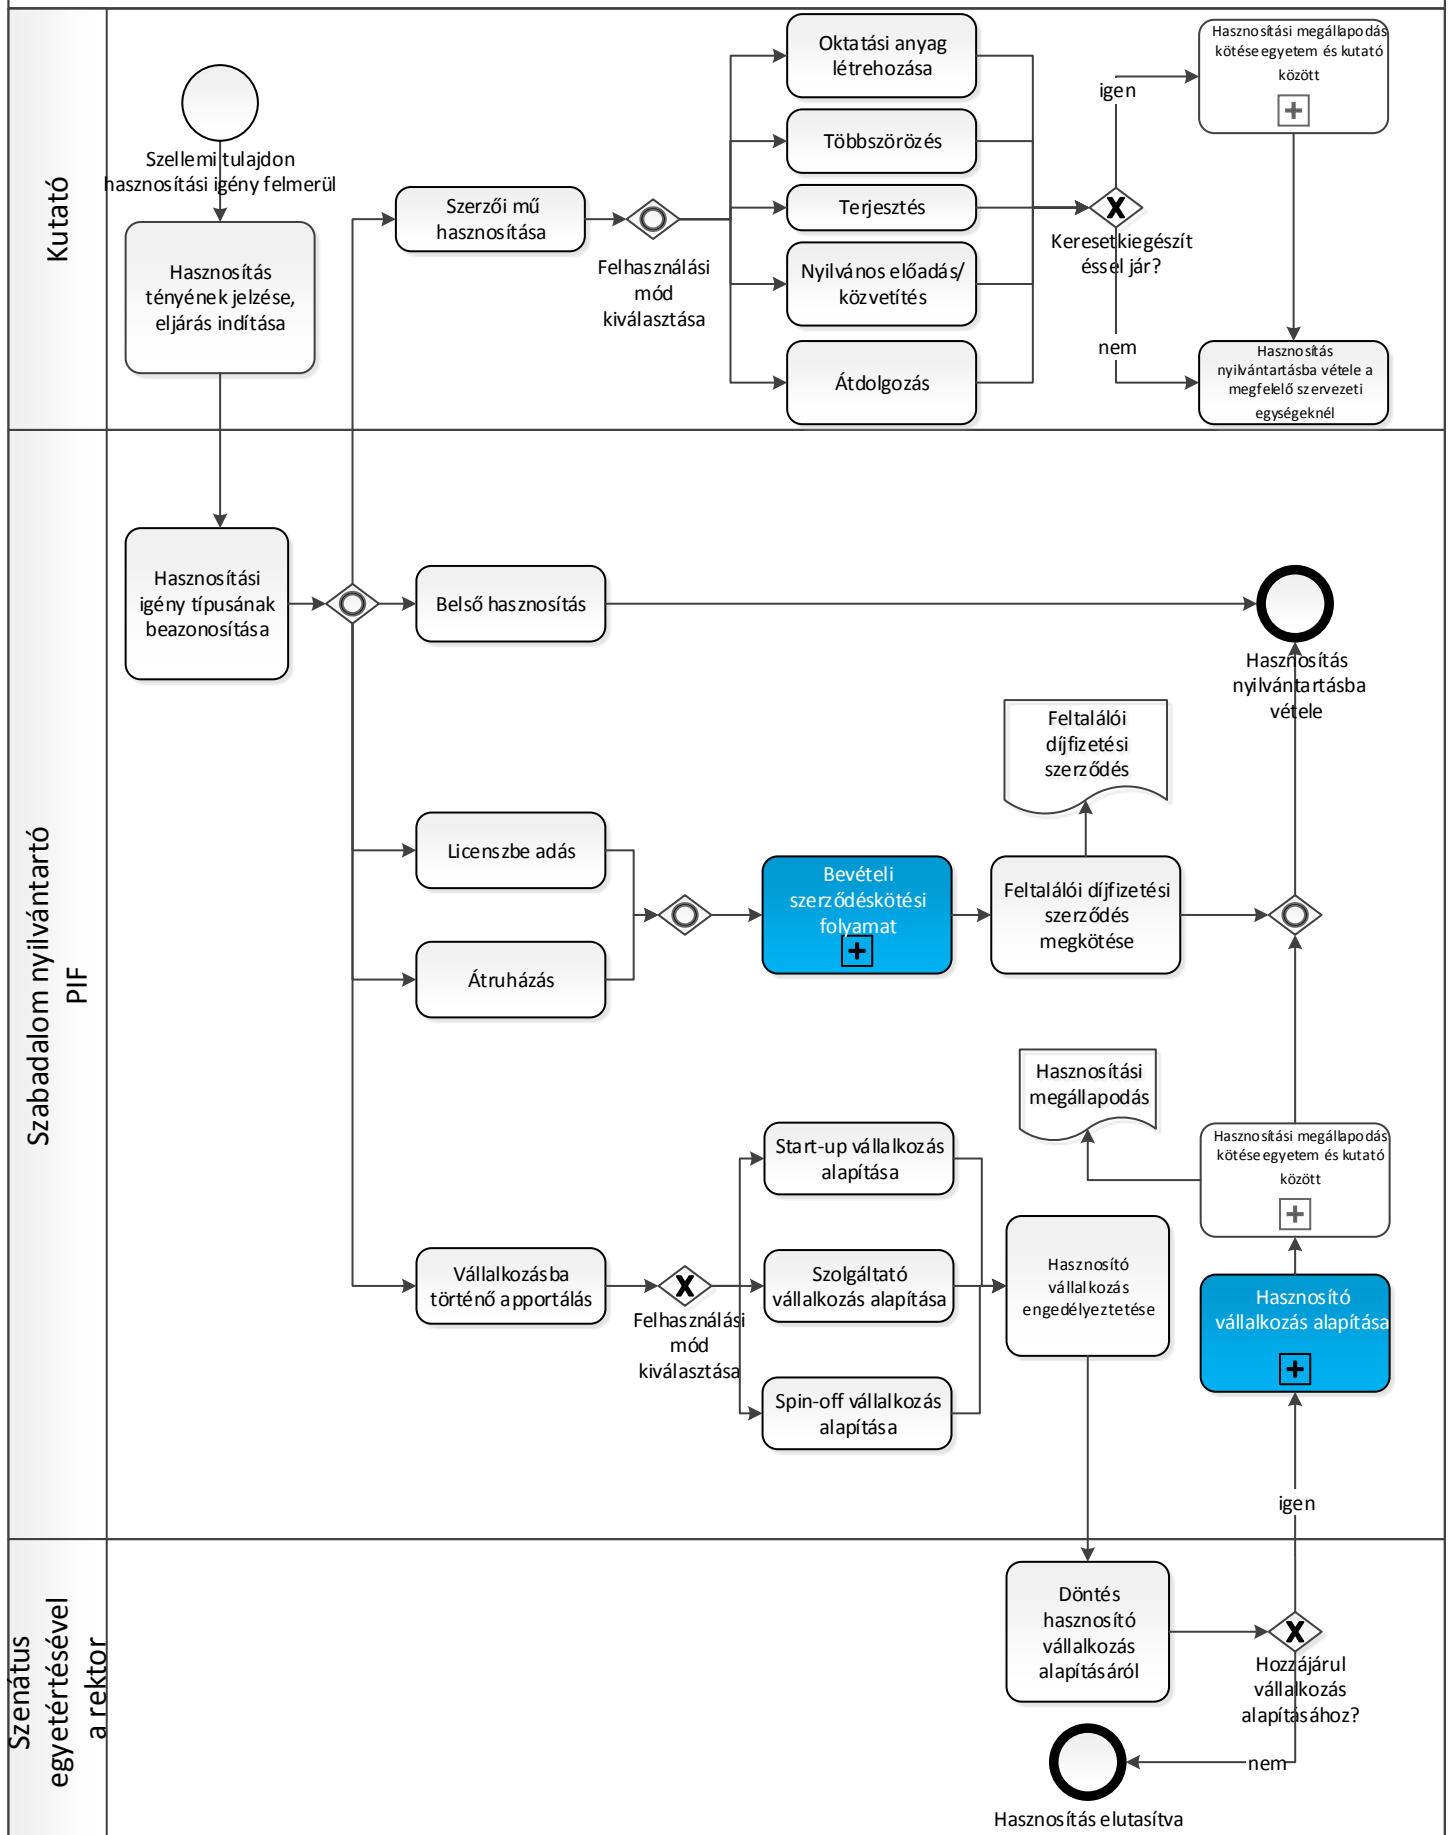 Kutató
Szellemi tulajdon
hasznosítási igény felmerül
Hasznosítás
tényének jelzése,
eljárás indítása
Szerzői mű
hasznosítása
Felhasználási
mód
kiválasztása
Oktatási anyag
létrehozása
Többszörözés
Terjesztés
Nyilvános előadás/
közvetítés
Átdolgozás
Keresetkiegészít
éssel jár?
igen
nem
Hasznosítási megállapodás
kötése egyetem és kutató
között
Hasznosítás
nyilvántartásba vétele a
megfelelő szervezeti
egységeknél
Szabadalom nyilvántartó
PIF
Hasznosítási
igény típusának
beazonosítása
Belső hasznosítás
Hasznosítás
nyilvántartásba
vétele
Licenszbe adás
Átruházás
Bevételi
szerződéskötési
folyamat
Feltalálói
díjfizetési
szerződés
Feltalálói díjfizetési
szerződés
megkötése
Hasznosítási
megállapodás
Hasznosítási megállapodás
kötése egyetem és kutató
között
Vállalkozásba
történő apportálás
Felhasználási
mód
kiválasztása
Start-up vállalkozás
alapítása
Szolgáltató
vállalkozás alapítása
Spin-off vállalkozás
alapítása
Hasznosító
vállalkozás
engedélyeztetése
Hasznosító
vállalkozás alapítása
igen
Szenátus
egyetértésével
a rektor
Döntés
hasznosító
vállalkozás
alapításáról
Hozzájárul
vállalkozás
alapításához?
nem
Hasznosítás elutasítva